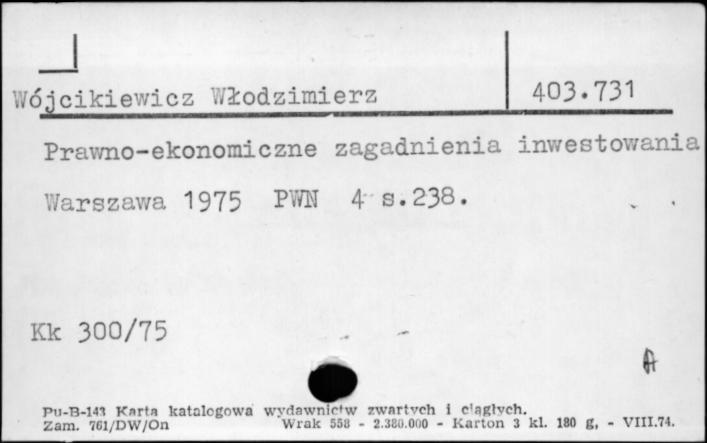 Wójcikiewicz Włodzimierz 403.731
Prawno-ekonomiczne zagadnienia inwestowania
Warszawa 1975 PWN 4 s.238.
Kk 300/75
A
Pu-B-143 Karta katalogowa wydawnictw zwartych i ciągłych.
Zam. 761/DW/On Wrak 558 - 2.380.000 - Karton 3 kl. 180 g, - VIII.74.